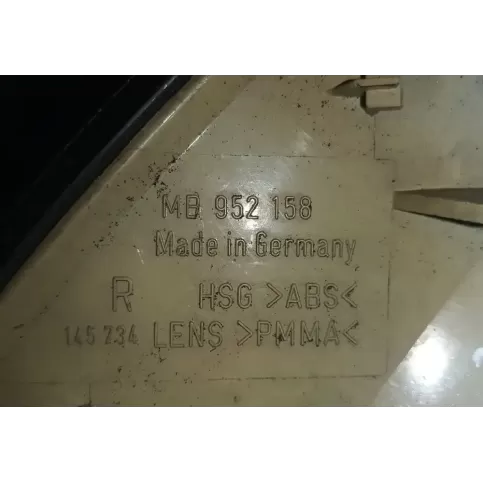 MB 952 158
Made in Germany
R HSG >ABS<
145 734 LENS >PMMA<